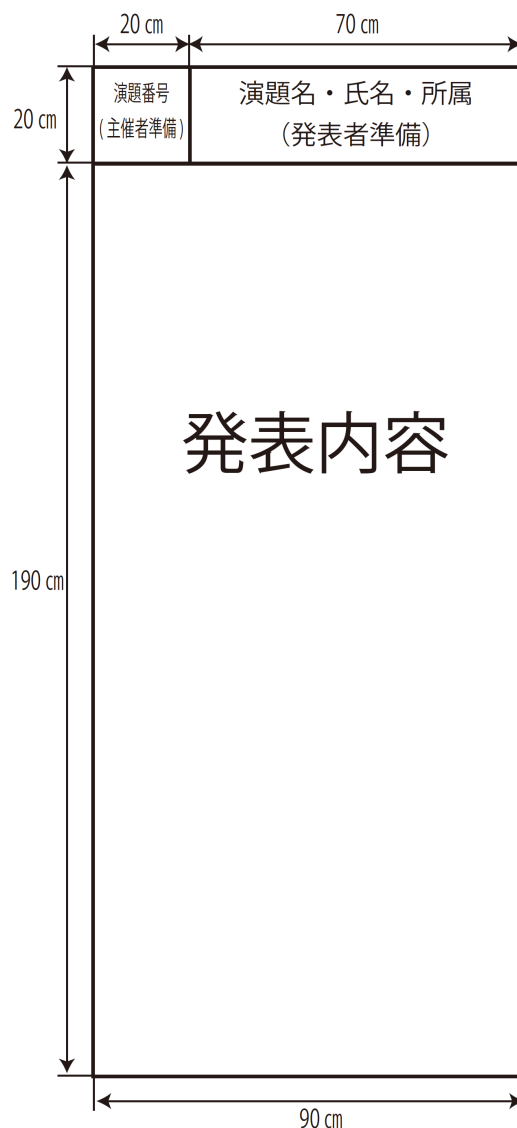 20 cm
70 cm
20 cm
演題番号
( 主催者準備 )
演題名・氏名・所属
（発表者準備）
発表内容
190 cm
90 cm